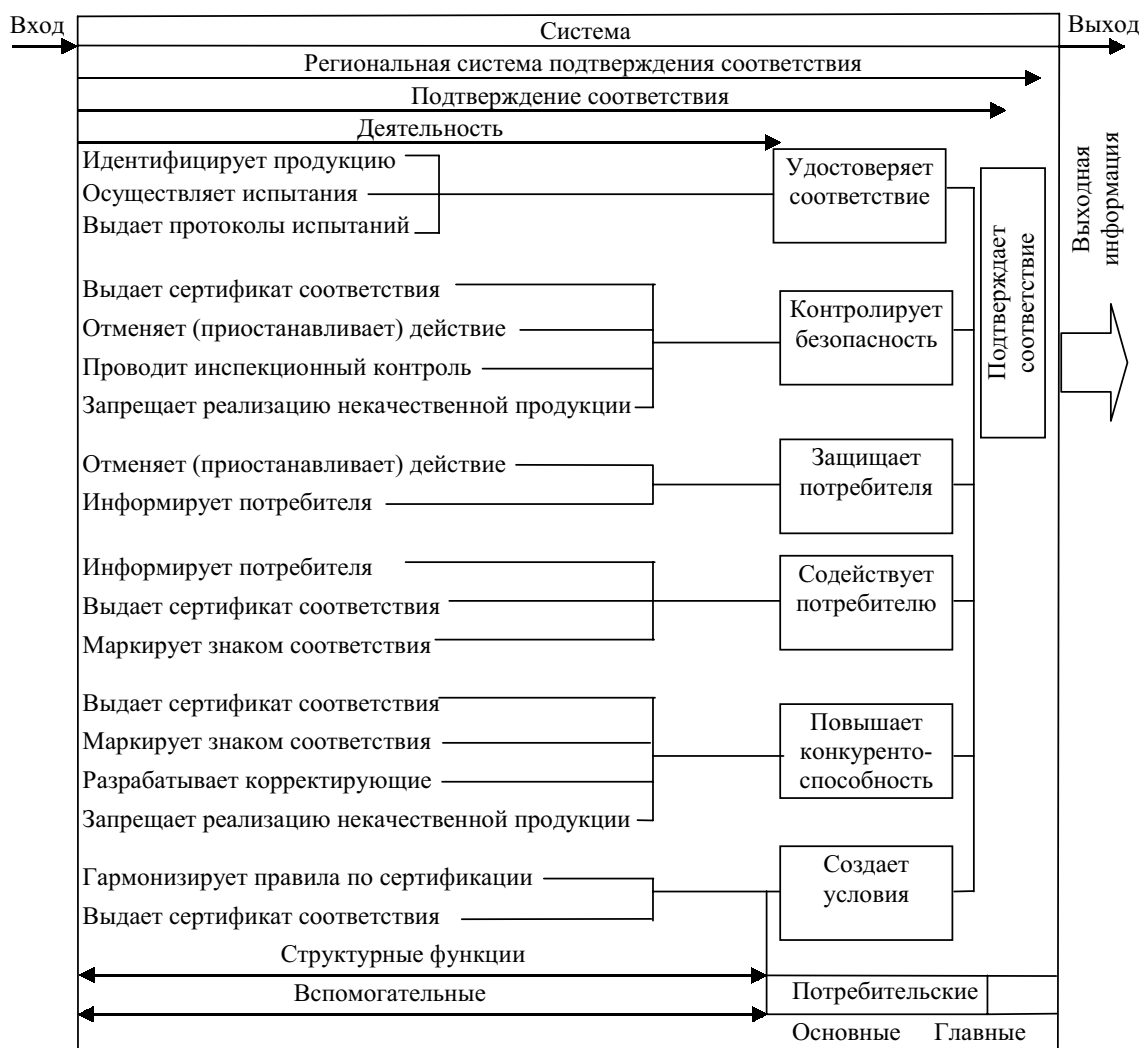 Вход
Система
Выход
Региональная система подтверждения соответствия
Подтверждение соответствия
Деятельность
Идентифицирует продукцию
Осуществляет испытания
Выдает протоколы испытаний
Удостоверяет
соответствие
Выдает сертификат соответствия
Отменяет (приостанавливает) действие
Проводит инспекционный контроль
Запрещает реализацию некачественной продукции
Контролирует
безопасность
Отменяет (приостанавливает) действие
Информирует потребителя
Защищает
потребителя
Информирует потребителя
Выдает сертификат соответствия
Маркирует знаком соответствия
Содействует
потребителю
Выдает сертификат соответствия
Маркирует знаком соответствия
Разрабатывает корректирующие
Запрещает реализацию некачественной продукции
Повышает
конкуренто-
способность
Гармонизирует правила по сертификации
Выдает сертификат соответствия
Создает
условия
Подтверждает
соответствие
Выходная
информация
Структурные функции
Вспомогательные
Потребительские
Основные Главные